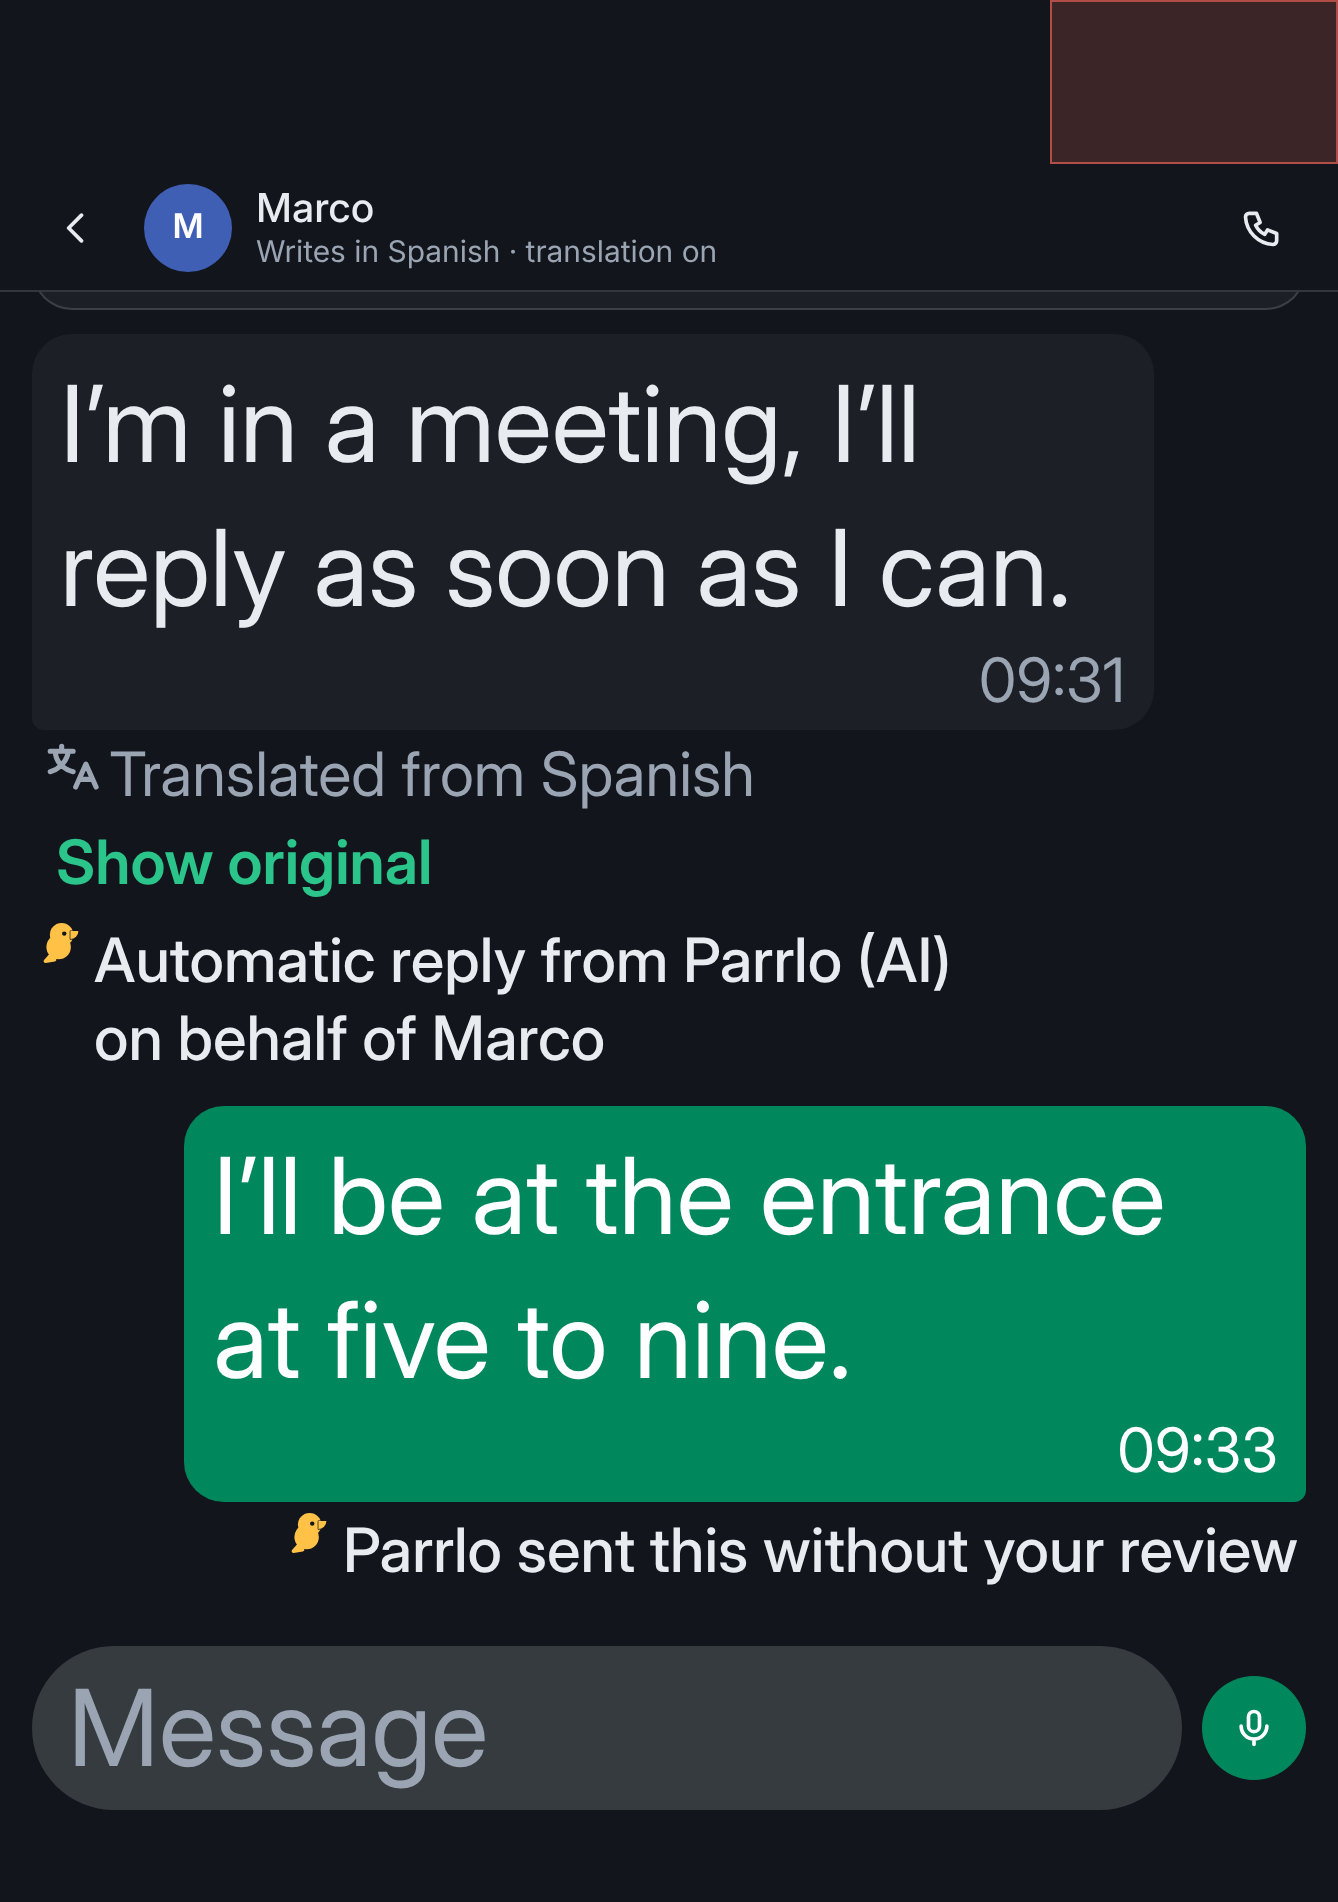 M
Marco
Writes in Spanish · translation on
I’m in a meeting, I’ll
reply as soon as I can.
09:31
Translated from Spanish
Show original
Automatic reply from Parrlo (AI)
on behalf of Marco
I’ll be at the entrance
at five to nine.
09:33
Parrlo sent this without your review
Message